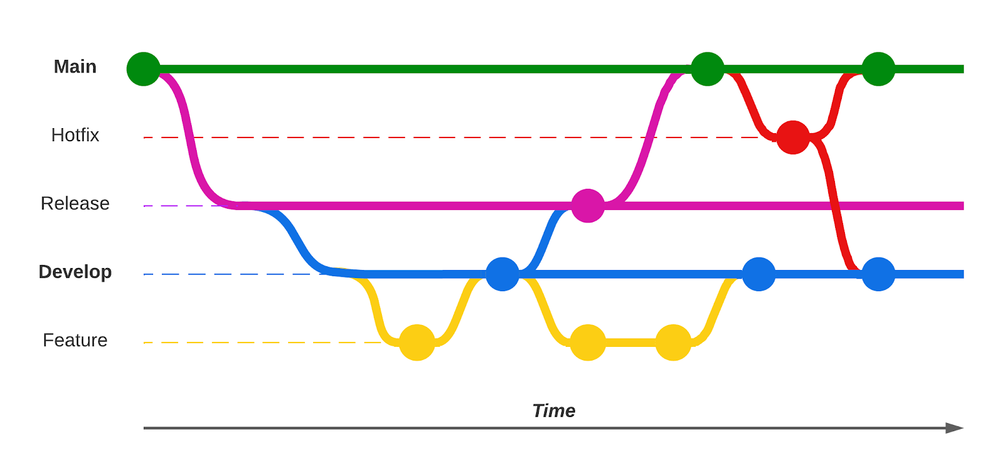 Main
Hotfix
Release
Develop
Feature
Time